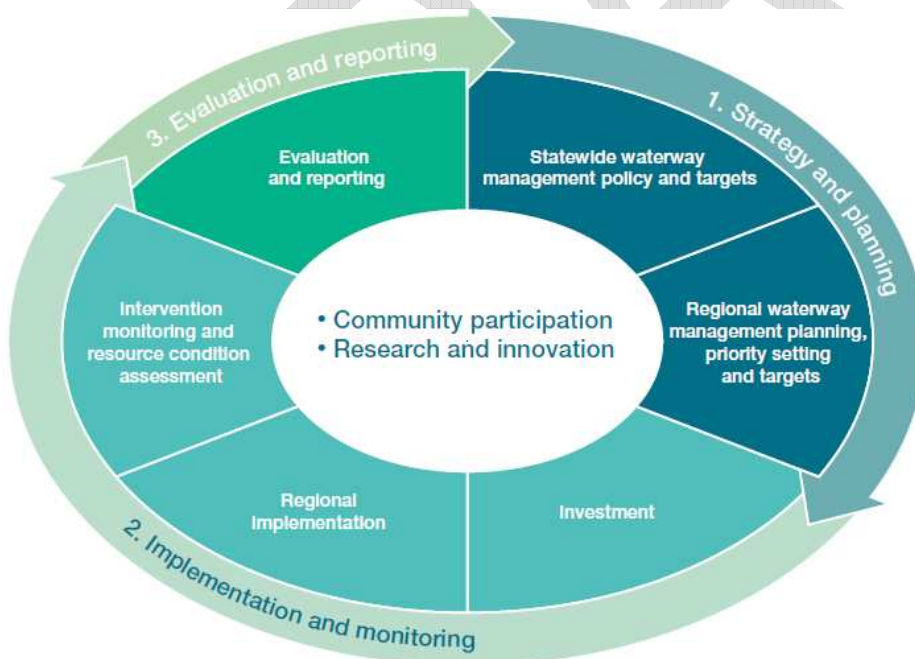 3. Evaluation and reporting
1. Strategy and planning
Evaluation
and reporting
Statewide waterway
management policy and targets
Intervention
monitoring and
resource condition
assessment
• Community participation
• Research and innovation
Regional waterway
management planning,
priority setting
and targets
Regional
Implementation
Investment
2. Implementation and monitoring